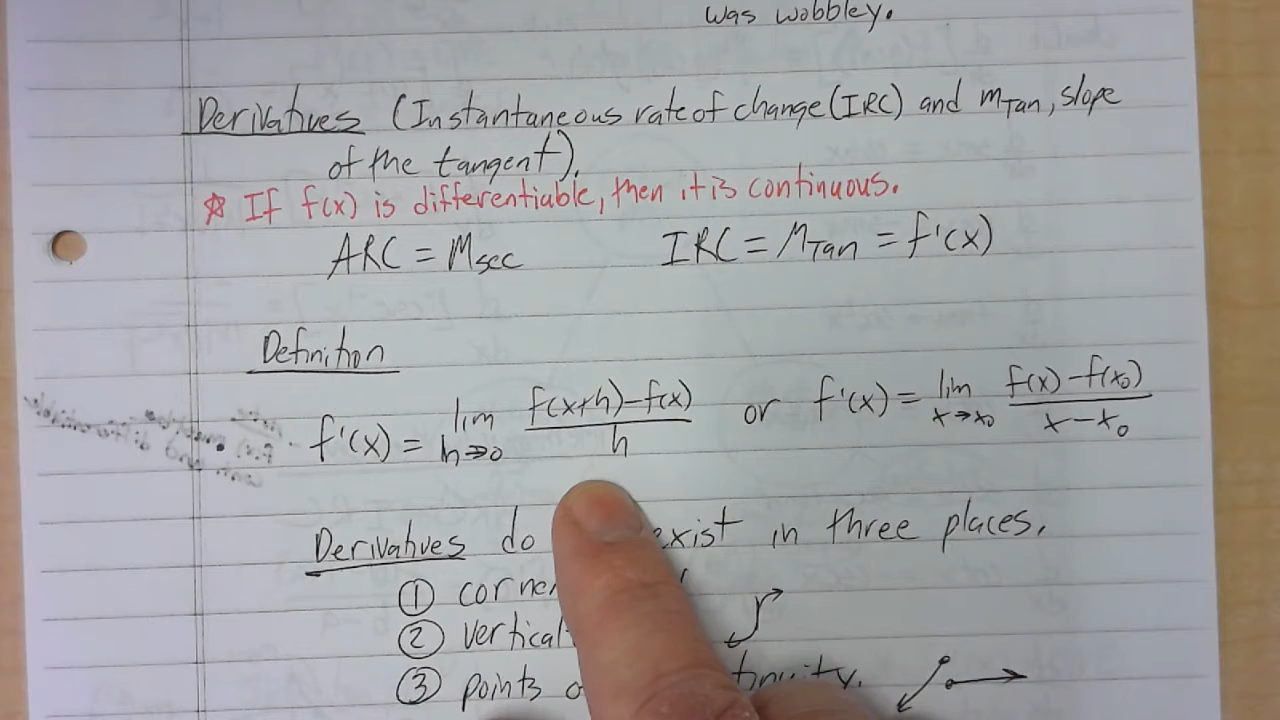 was wobbley.
Derivatives (Instantaneous rate of change (IRC) and mTan, slope
of the tangent).
☆ If f(x) is differentiable, then it is continuous.
ARC = Msec IRC = MTan = f'(x)
Definition
f'(x) = lim h→0 f(x+h)-f(x) / h or f'(x) = lim x→x₀ f(x)-f(x₀) / x-x₀
Derivatives do exist in three places.
① corne
② vertical
③ points o tinuity.